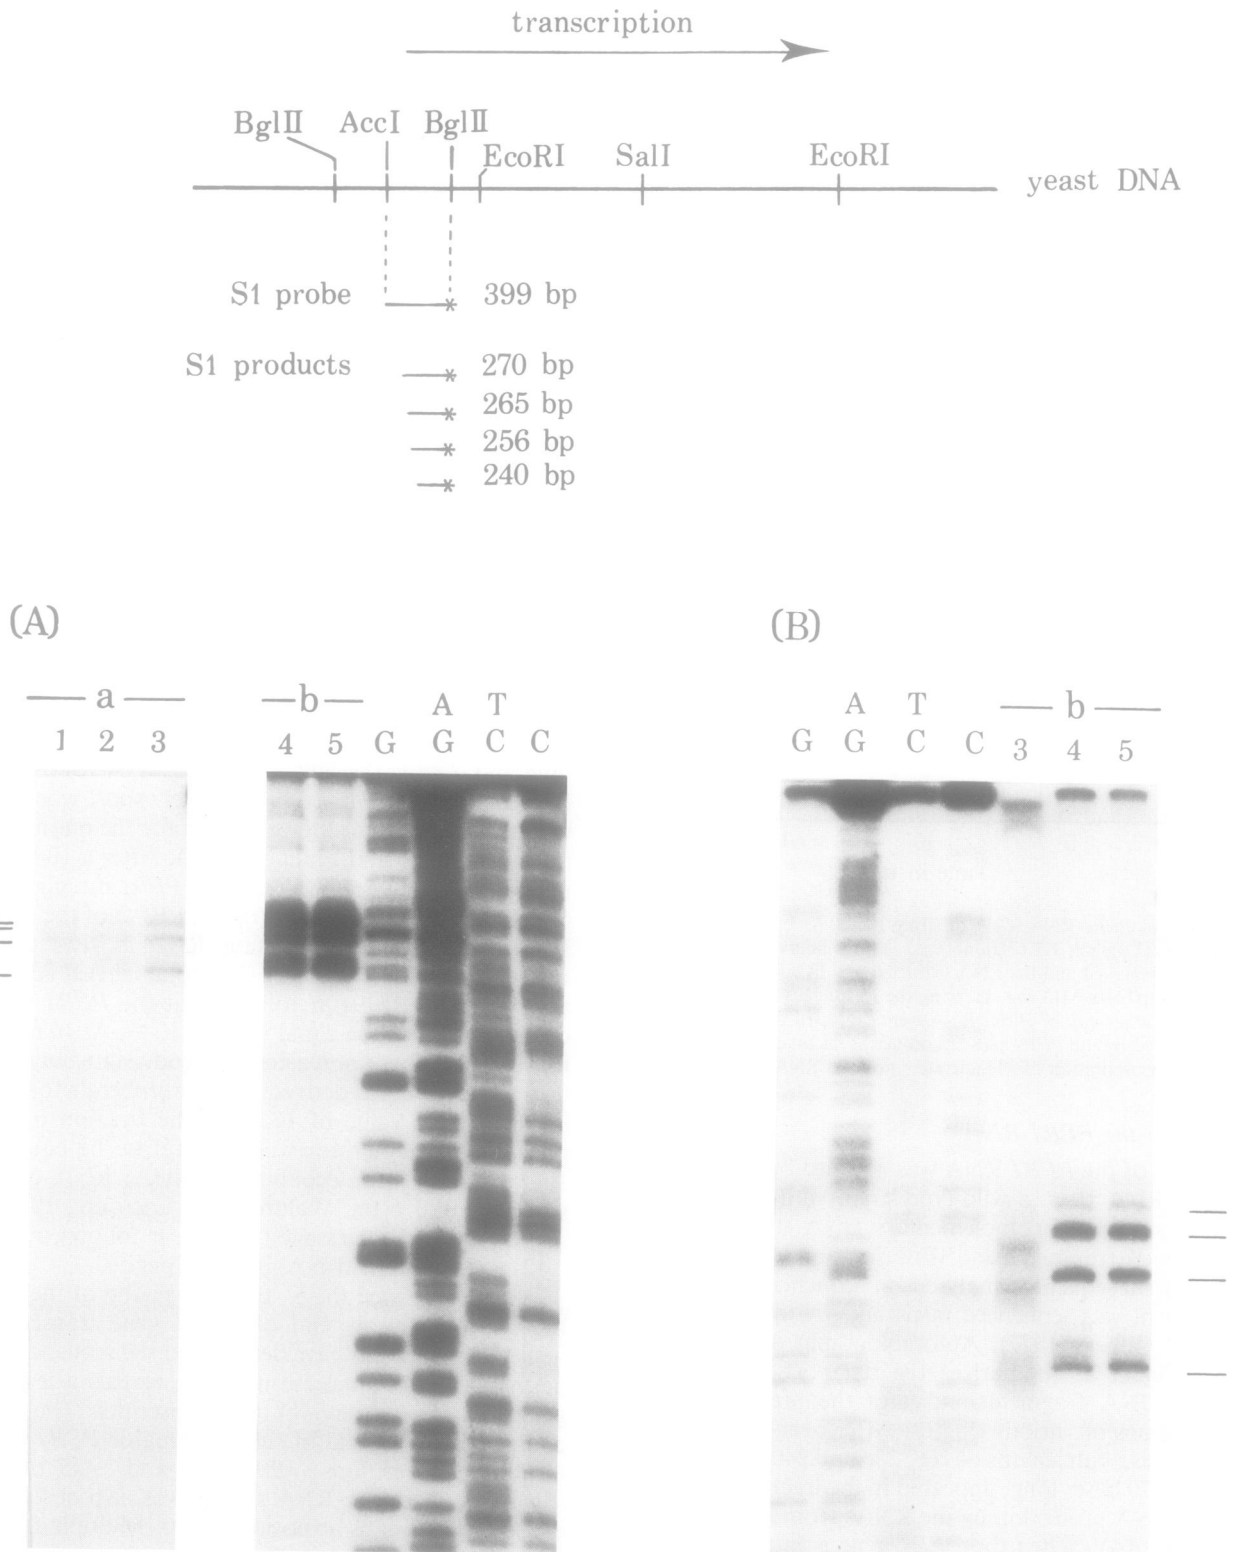 transcription
BglII AccI BglII
EcoRI SalI EcoRI
yeast DNA
S1 probe 399 bp
S1 products 270 bp
265 bp
256 bp
240 bp
(A) (B)
a b A T
1 2 3 4 5 G G C C
A T b
G G C C 3 4 5